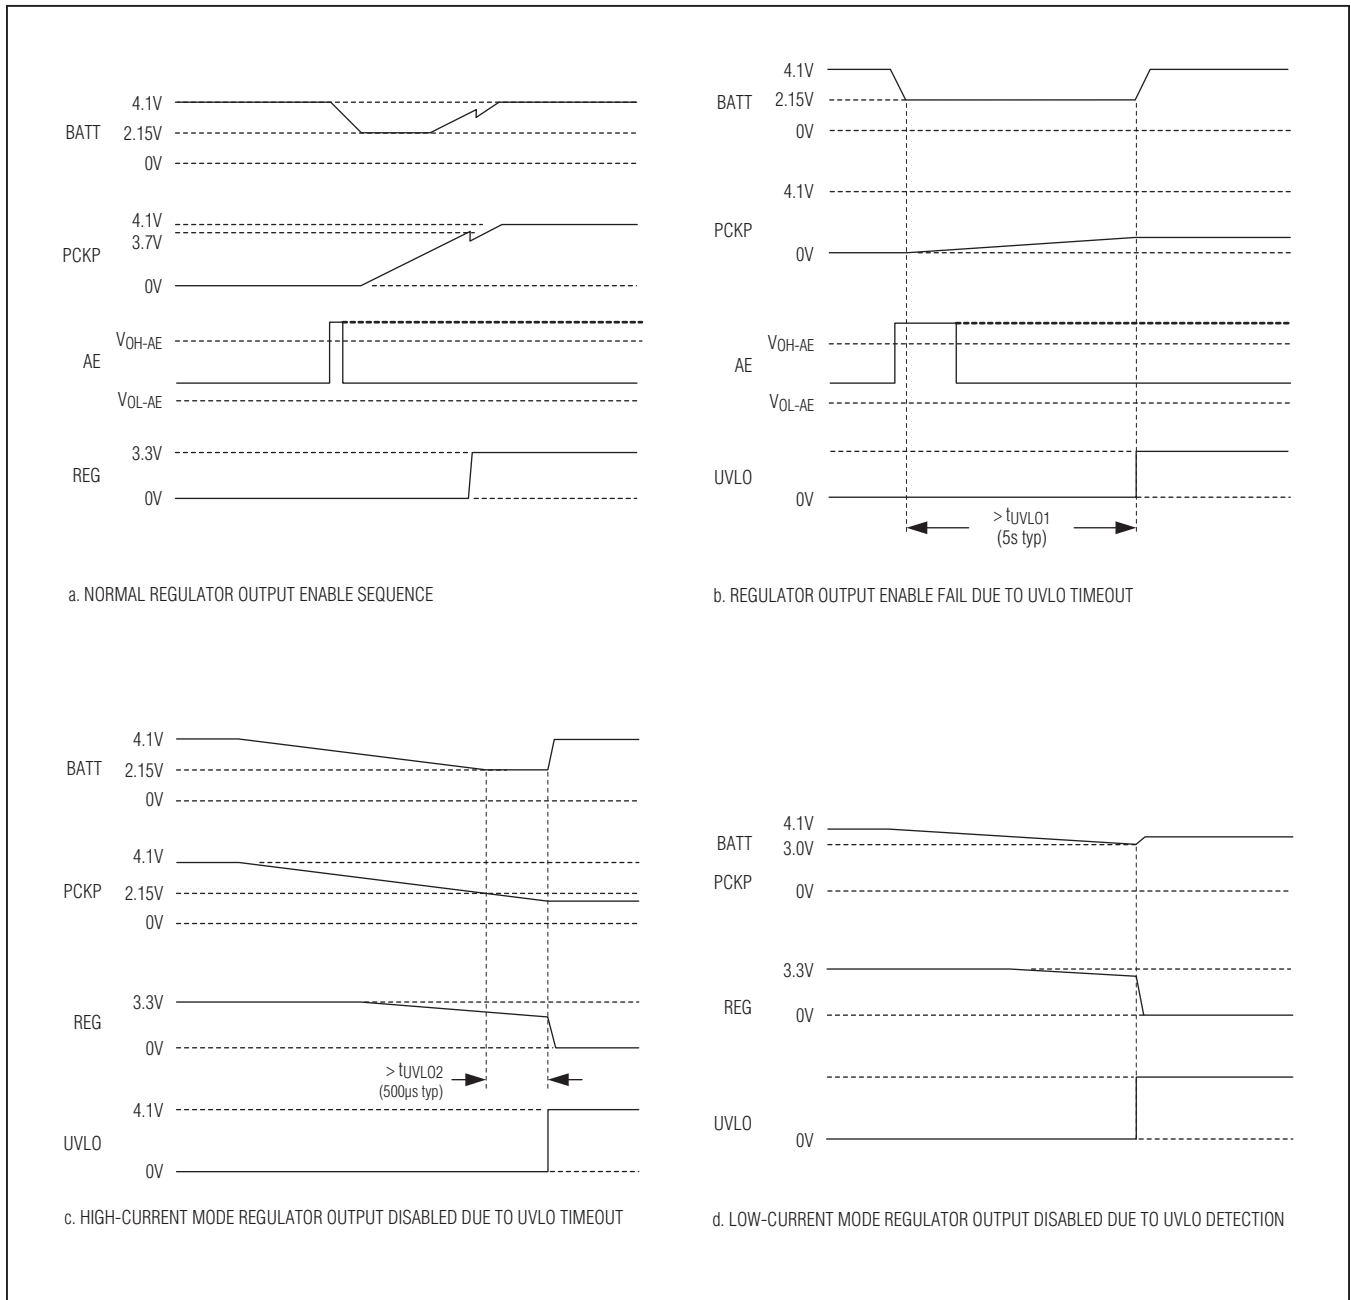 4.1V
BATT 2.15V
0V
4.1V
3.7V
PCKP
0V
VOH-AE
AE
VOL-AE
3.3V
REG
0V
a. NORMAL REGULATOR OUTPUT ENABLE SEQUENCE
4.1V
BATT 2.15V
0V
4.1V
PCKP
0V
VOH-AE
AE
VOL-AE
UVLO
0V
> tUVLO1
(5s typ)
b. REGULATOR OUTPUT ENABLE FAIL DUE TO UVLO TIMEOUT
4.1V
BATT 2.15V
0V
4.1V
PCKP 2.15V
0V
3.3V
REG
0V
> tUVLO2
(500µs typ)
4.1V
UVLO
0V
c. HIGH-CURRENT MODE REGULATOR OUTPUT DISABLED DUE TO UVLO TIMEOUT
4.1V
BATT 3.0V
PCKP 0V
3.3V
REG
0V
UVLO
0V
d. LOW-CURRENT MODE REGULATOR OUTPUT DISABLED DUE TO UVLO DETECTION